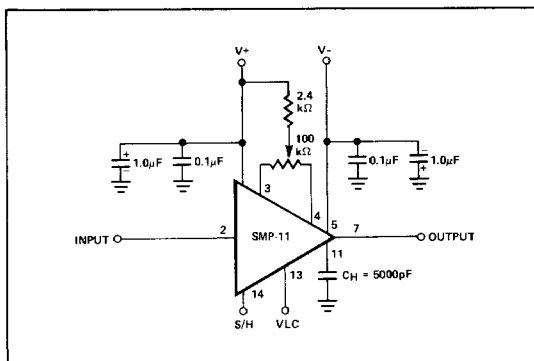 V+
V-
2.4
kΩ
100
kΩ
+
1.0µF
−
0.1µF
0.1µF
−
1.0µF
+
3
4
5
7
INPUT
2
SMP-11
OUTPUT
11
CH = 5000pF
13
14
S/H
VLC